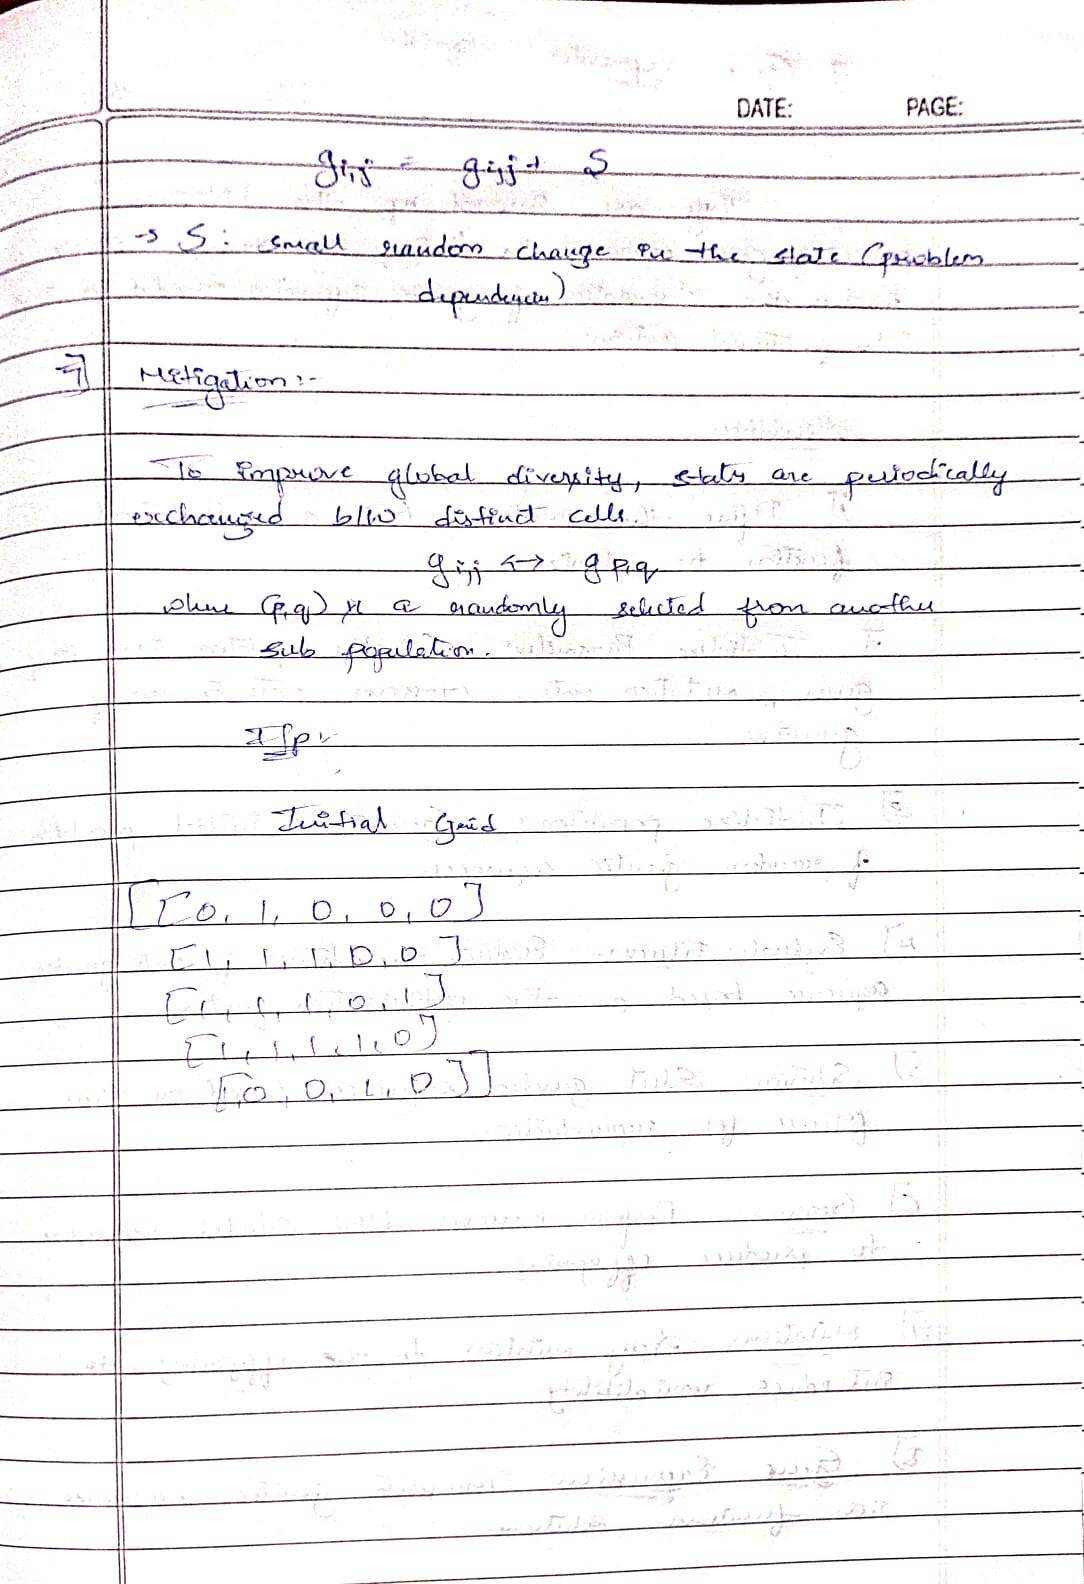 DATE: PAGE:
gi,j = gi,j + S
→ S : small random change in the state (problem
dependencies)
7] Mitigation :-
To improve global diversity, stats are periodically
exchanged b/w distinct cells.
gi,j ↔ gp,q
where (p,q) is a randomly selected from another
sub population.
Initial Grid
[[0, 1, 0, 0, 0]
[1, 1, 1, 0, 0]
[1, 1, 1, 0, 1]
[1, 1, 1, 1, 0]
[0, 0, 1, 0]]